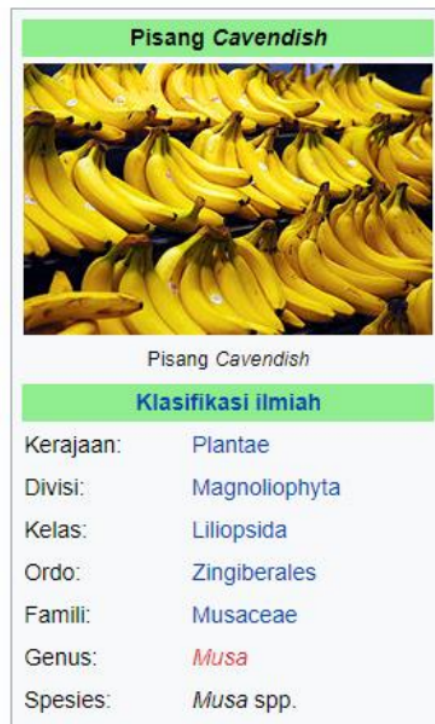 Pisang Cavendish
Pisang Cavendish
Klasifikasi ilmiah
Kerajaan: Plantae
Divisi: Magnoliophyta
Kelas: Liliopsida
Ordo: Zingiberales
Famili: Musaceae
Genus: Musa
Spesies: Musa spp.